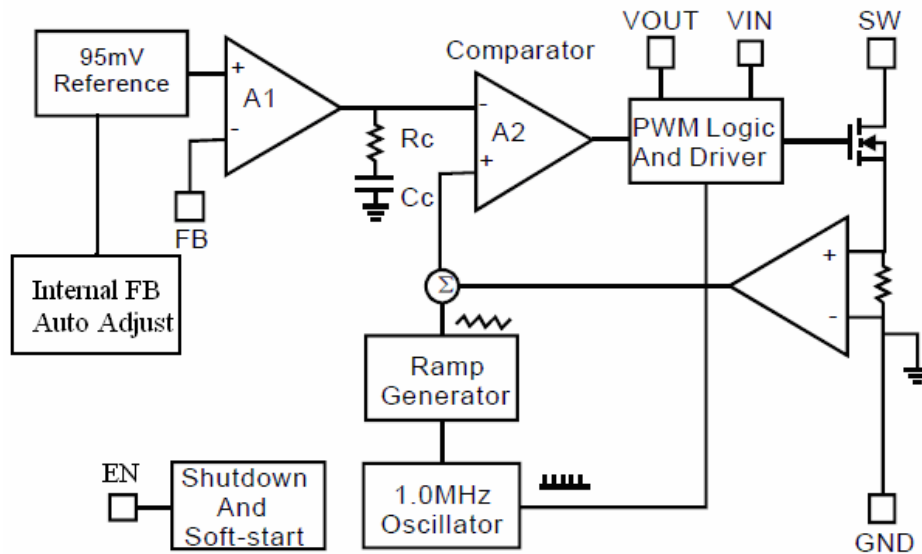 VOUT
VIN
SW
Comparator
95mV
Reference
+
A1
-
-
A2
+
PWM Logic
And Driver
Rc
Cc
FB
Internal FB
Auto Adjust
Σ
+
-
Ramp
Generator
EN
Shutdown
And
Soft-start
1.0MHz
Oscillator
GND